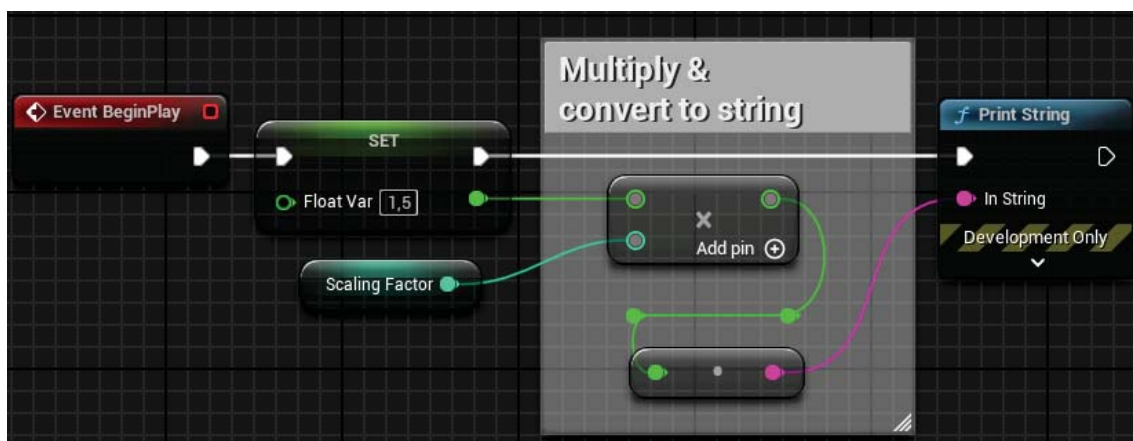 Event BeginPlay
SET
Float Var 1,5
Scaling Factor
Multiply &
convert to string
Add pin
f Print String
In String
Development Only